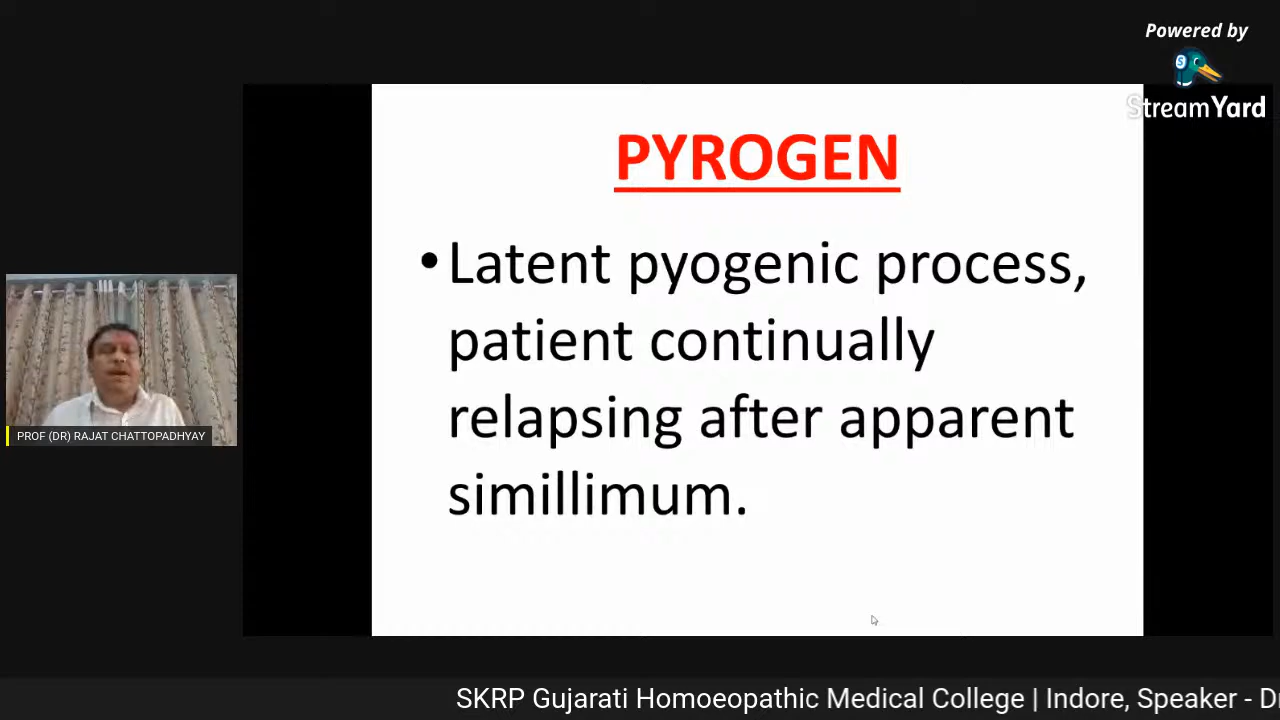 Powered by
S
StreamYard
PYROGEN
•Latent pyogenic process,
patient continually
relapsing after apparent
simillimum.
PROF (DR) RAJAT CHATTOPADHYAY
SKRP Gujarati Homoeopathic Medical College | Indore, Speaker -